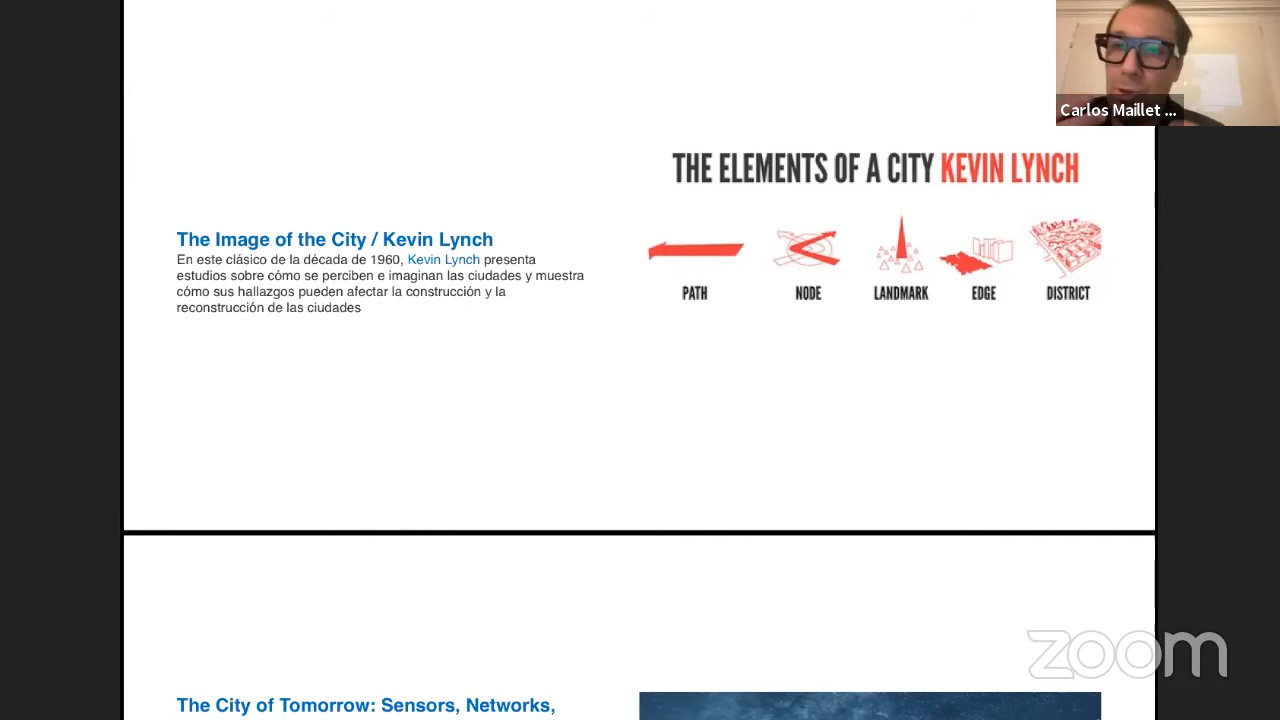 Carlos Maillet ...
THE ELEMENTS OF A CITY KEVIN LYNCH
The Image of the City / Kevin Lynch
En este clásico de la década de 1960, Kevin Lynch presenta
estudios sobre cómo se perciben e imaginan las ciudades y muestra
cómo sus hallazgos pueden afectar la construcción y la
reconstrucción de las ciudades
PATH
NODE
LANDMARK
EDGE
DISTRICT
zoom
The City of Tomorrow: Sensors, Networks,